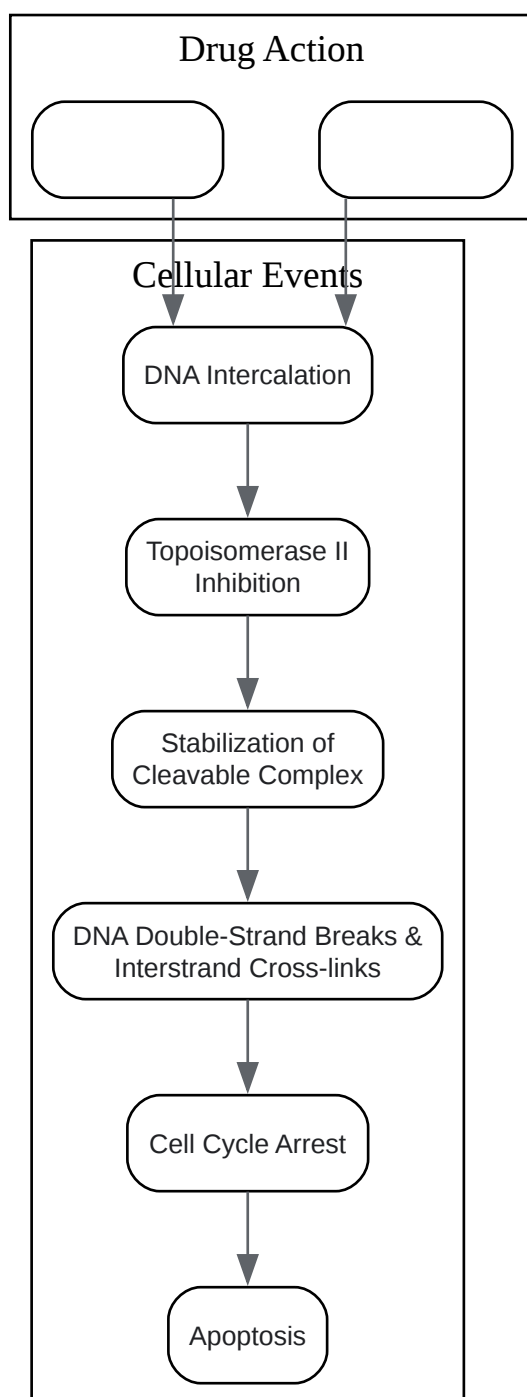 Drug Action
Cellular Events
DNA Intercalation
Topoisomerase II
Inhibition
Stabilization of
Cleavable Complex
DNA Double-Strand Breaks &
Interstrand Cross-links
Cell Cycle Arrest
Apoptosis